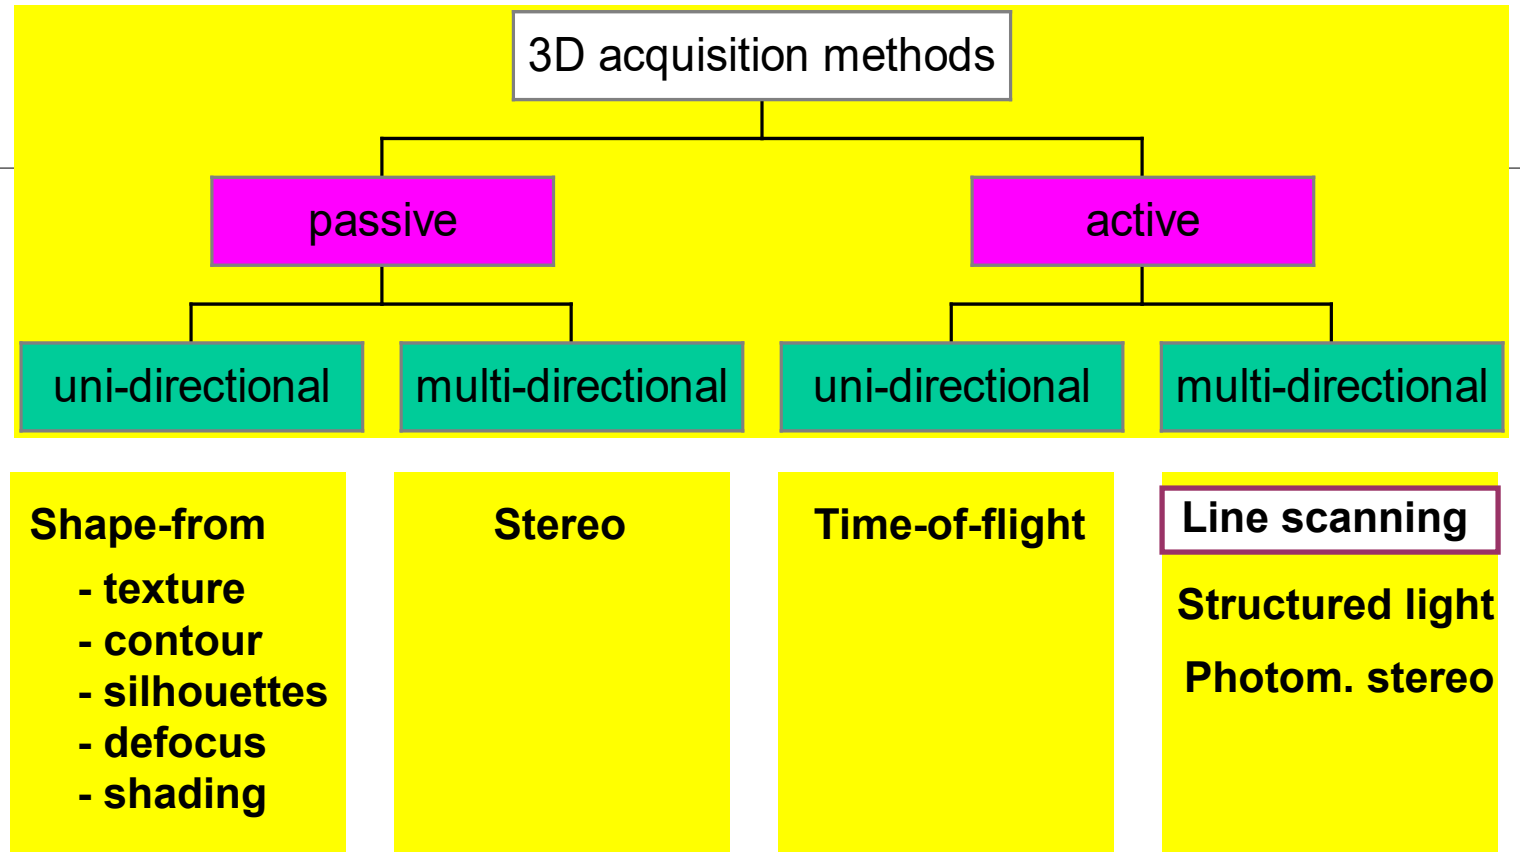 3D acquisition methods
passive
active
uni-directional
multi-directional
uni-directional
multi-directional
Shape-from
- texture
- contour
- silhouettes
- defocus
- shading
Stereo
Time-of-flight
Line scanning
Structured light
Photom. stereo